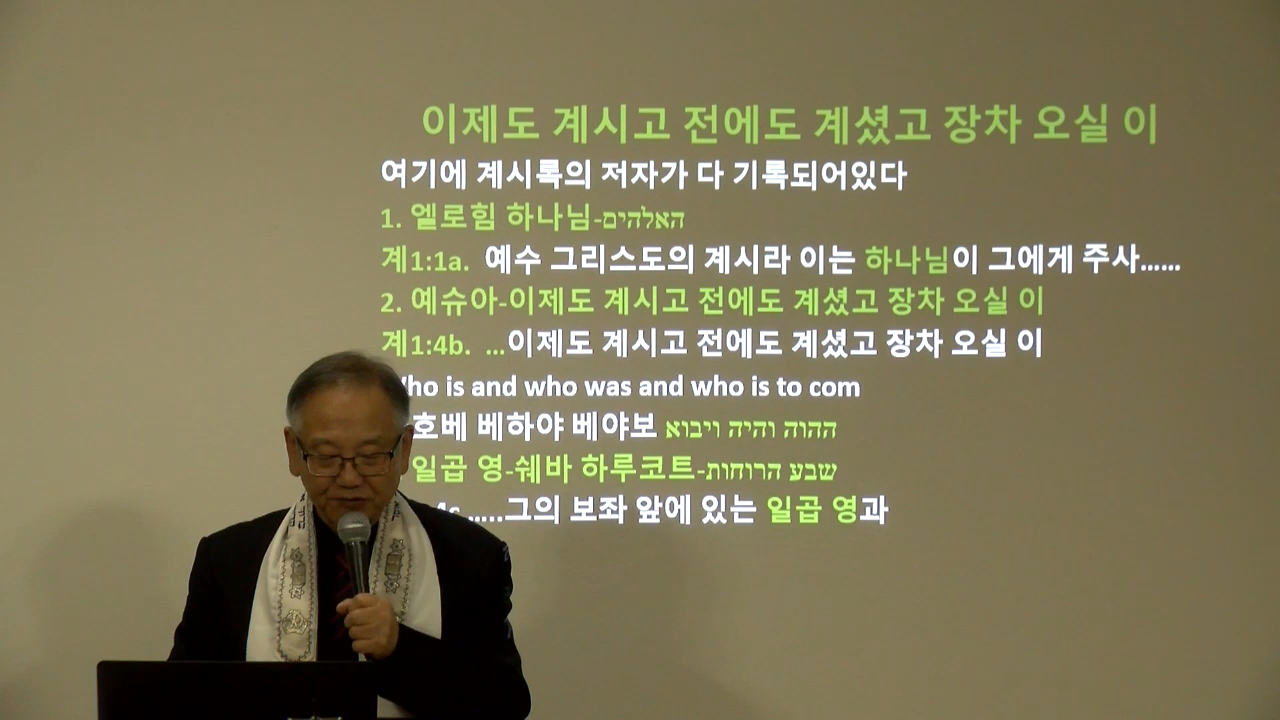 이제도 계시고 전에도 계셨고 장차 오실 이
여기에 계시록의 저자가 다 기록되어있다
1. 엘로힘 하나님-האלהים
계1:1a. 예수 그리스도의 계시라 이는 하나님이 그에게 주사......
2. 예슈아-이제도 계시고 전에도 계셨고 장차 오실 이
계1:4b. ...이제도 계시고 전에도 계셨고 장차 오실 이
is and who was and who is to com
베하야 베야보 ההוה והיה ויבוא
일곱 영-쉐바 하루코트-שבע הרוחות
.....그의 보좌 앞에 있는 일곱 영과